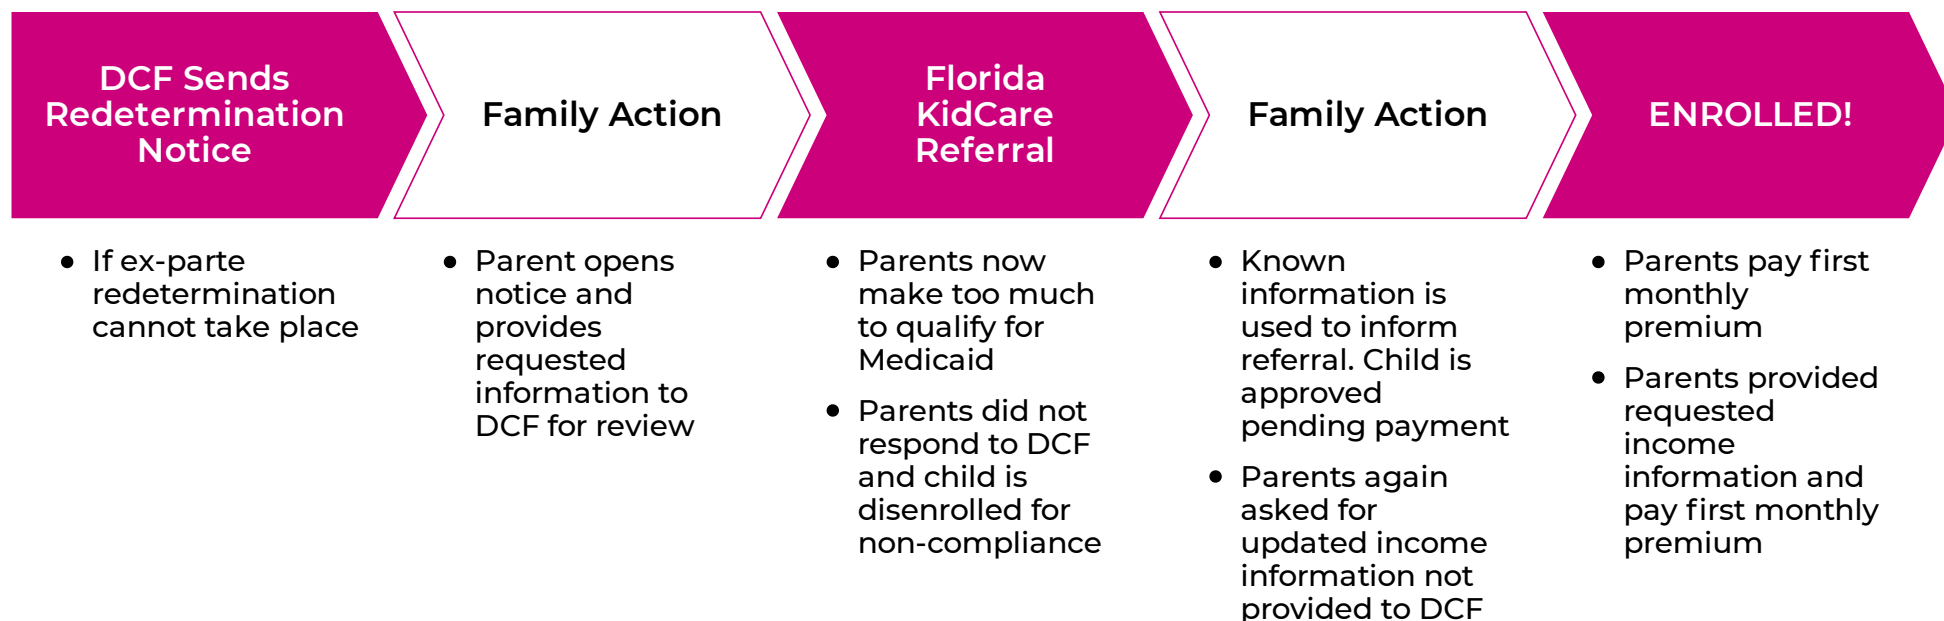 DCF Sends
Redetermination
Notice
Family Action
Florida
KidCare
Referral
Family Action
ENROLLED!
• If ex-parte
redetermination
cannot take place
• Parent opens
notice and
provides
requested
information to
DCF for review
• Parents now
make too much
to qualify for
Medicaid
• Parents did not
respond to DCF
and child is
disenrolled for
non-compliance
• Known
information is
used to inform
referral. Child is
approved
pending payment
• Parents again
asked for
updated income
information not
provided to DCF
• Parents pay first
monthly
premium
• Parents provided
requested
income
information and
pay first monthly
premium